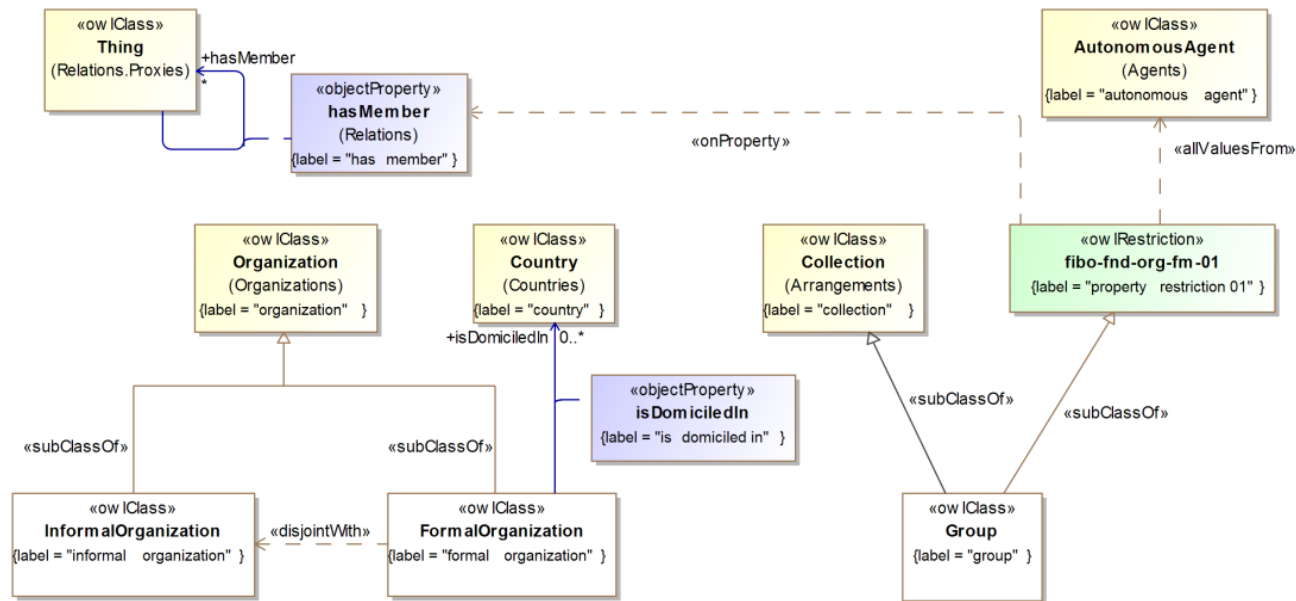 «owlClass»
Thing
(Relations.Proxies)
+hasMember
*
«objectProperty»
hasMember
(Relations)
{label = "has member" }
«onProperty»
«owlClass»
AutonomousAgent
(Agents)
{label = "autonomous agent"}
«allValuesFrom»
«owlClass»
Organization
(Organizations)
{label = "organization" }
«owlClass»
Country
(Countries)
{label = "country" }
+isDomiciledIn
0..*
«owlClass»
Collection
(Arrangements)
{label = "collection" }
«owlRestriction»
fibo-fnd-org-fm-01
{label = "property restriction 01" }
«objectProperty»
isDomiciledIn
{label = "is domiciled in" }
«subClassOf»
«subClassOf»
«subClassOf»
«subClassOf»
«owlClass»
InformalOrganization
{label = "informal organization" }
«disjointWith»
«owlClass»
FormalOrganization
{label = "formal organization" }
«owlClass»
Group
{label = "group" }